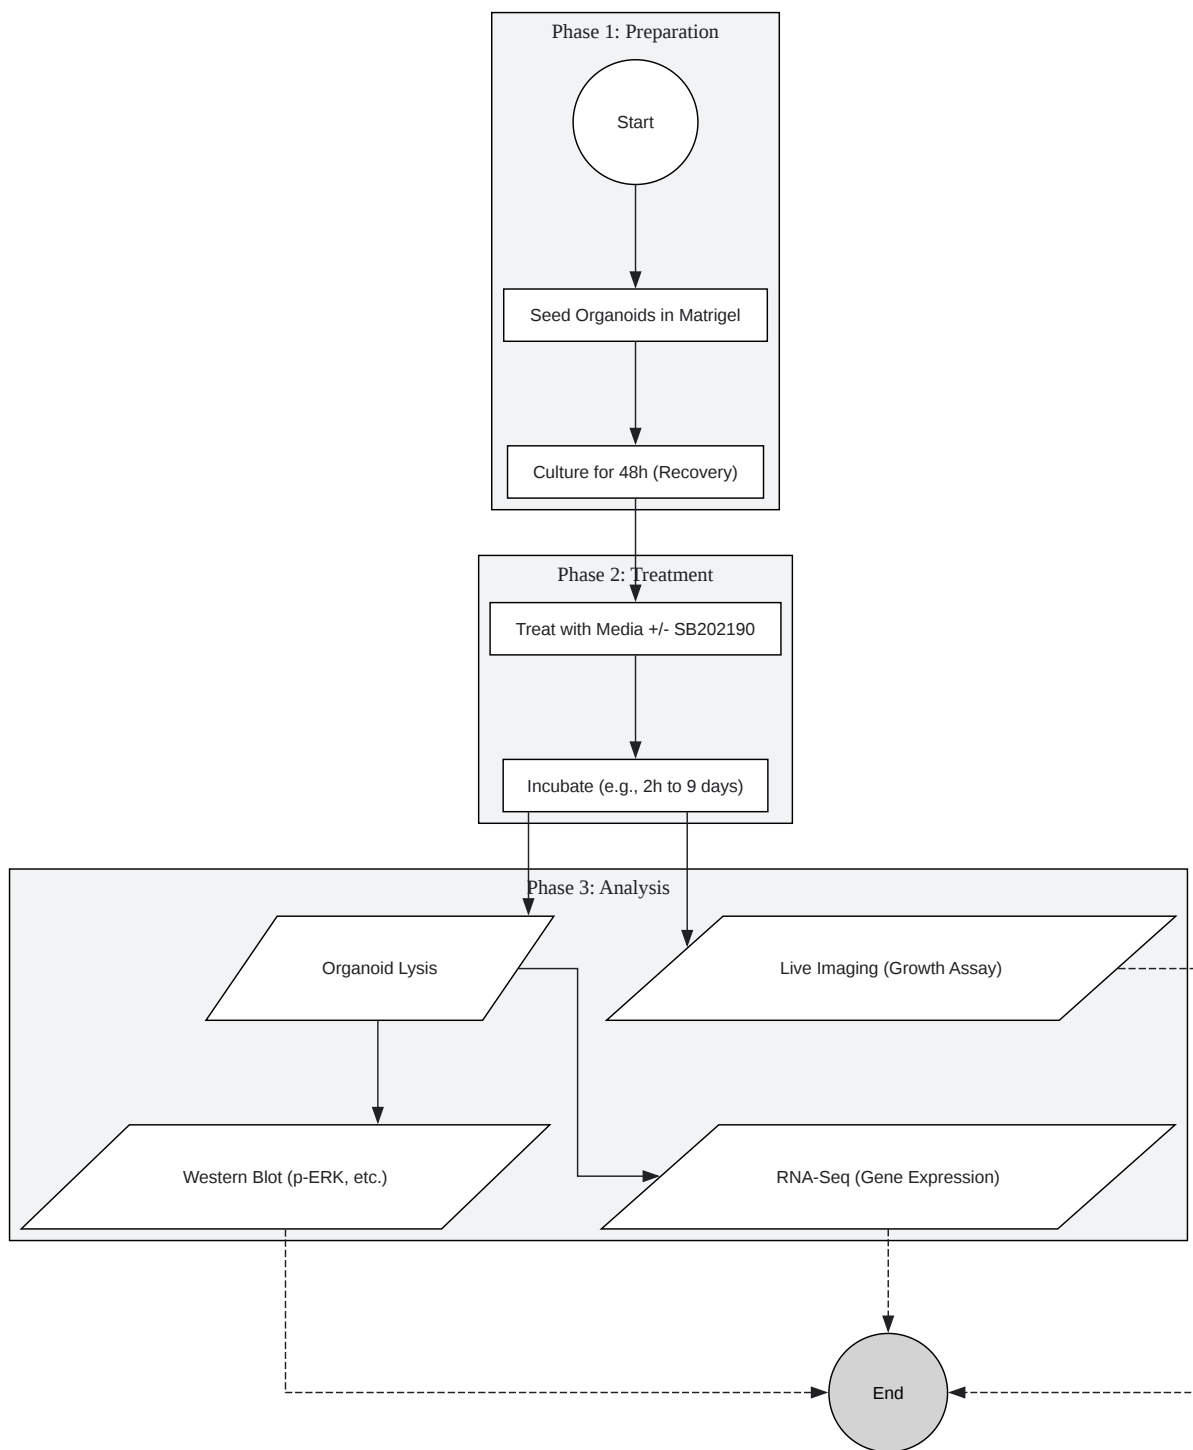 Phase 1: Preparation
Start
Seed Organoids in Matrigel
Culture for 48h (Recovery)
Phase 2: Treatment
Treat with Media +/- SB202190
Incubate (e.g., 2h to 9 days)
Phase 3: Analysis
Organoid Lysis
Live Imaging (Growth Assay)
Western Blot (p-ERK, etc.)
RNA-Seq (Gene Expression)
End